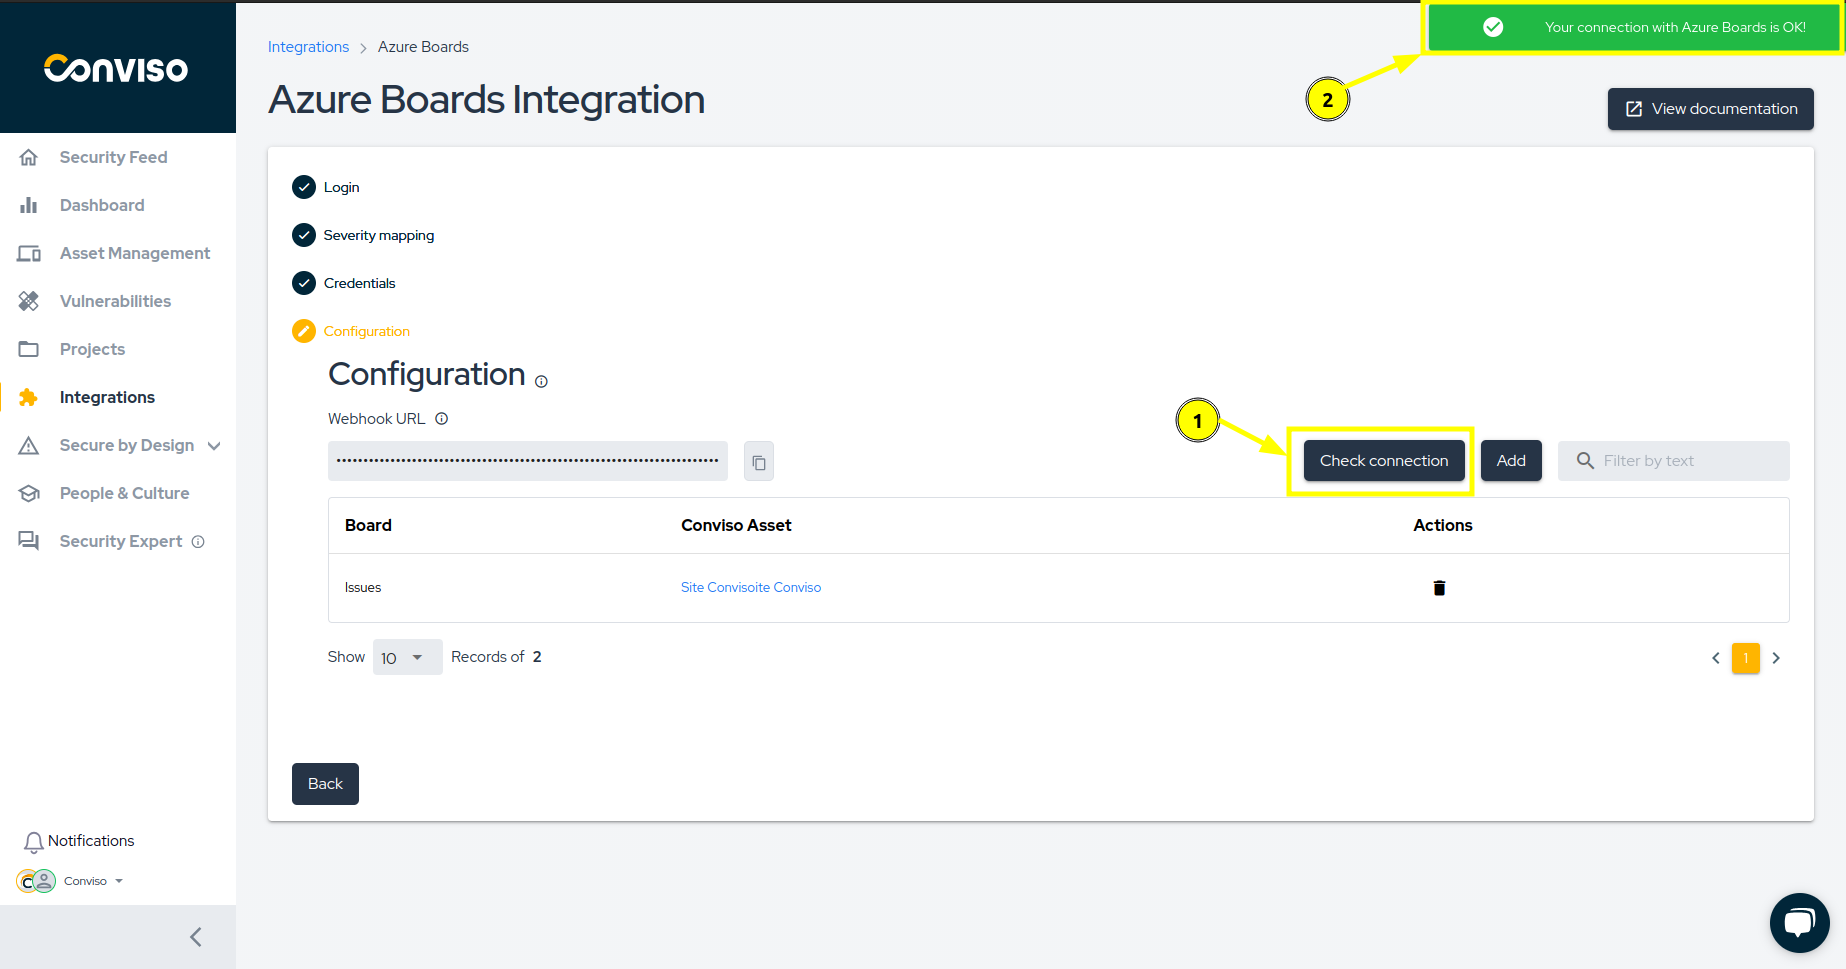 Your connection with Azure Boards is OK!
Conviso
Integrations > Azure Boards
Azure Boards Integration
2
View documentation
Security Feed
Dashboard
Asset Management
Vulnerabilities
Projects
Integrations
Secure by Design
People & Culture
Security Expert
Login
Severity mapping
Credentials
Configuration
Configuration
Webhook URL
1
Check connection
Add
Filter by text
Board Conviso Asset Actions
Issues Site Convisoite Conviso
Show 10 Records of 2
1
Back
Notifications
C Conviso